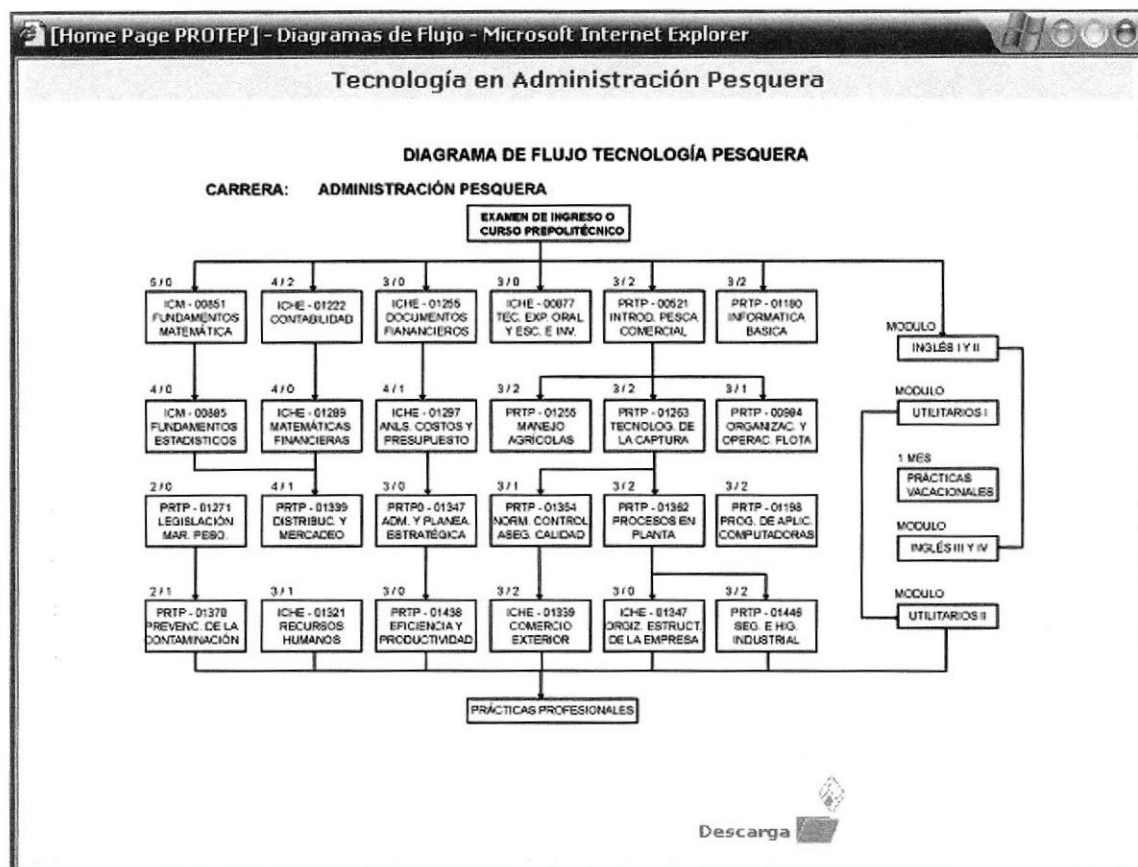 [Home Page PROTEP] - Diagramas de Flujo - Microsoft Internet Explorer
Tecnología en Administración Pesquera
DIAGRAMA DE FLUJO TECNOLOGÍA PESQUERA
CARRERA: ADMINISTRACIÓN PESQUERA
EXAMEN DE INGRESO O
CURSO PREPOLITÉCNICO
5 / 0
ICM - 00851
FUNDAMENTOS
MATEMÁTICA
4 / 2
ICHE - 01222
CONTABILIDAD
3 / 0
ICHE - 01255
DOCUMENTOS
FIANANCIEROS
3 / 0
ICHE - 00877
TEC. EXP. ORAL
Y ESC. E INV.
3 / 2
PRTP - 00521
INTROD. PESCA
COMERCIAL
3 / 2
PRTP - 01180
INFORMATICA
BASICA
MODULO
INGLÉS I Y II
4 / 0
ICM - 00885
FUNDAMENTOS
ESTADISTICOS
4 / 0
ICHE - 01289
MATEMÁTICAS
FINANCIERAS
4 / 1
ICHE - 01297
ANLS. COSTOS Y
PRESUPUESTO
3 / 2
PRTP - 01255
MANEJO
AGRÍCOLAS
3 / 2
PRTP - 01263
TECNOLOG. DE
LA CAPTURA
3 / 1
PRTP - 00984
ORGANIZAC. Y
OPERAC. FLOTA
MODULO
UTILITARIOS I
1 MES
PRÁCTICAS
VACACIONALES
2 / 0
PRTP - 01271
LEGISLACIÓN
MAR. PESQ.
4 / 1
PRTP - 01339
DISTRIBUC. Y
MERCADEO
3 / 0
PRTP0 - 01347
ADM. Y PLANEA.
ESTRATÉGICA
3 / 1
PRTP - 01354
NORM. CONTROL
ASEG. CALIDAD
3 / 2
PRTP - 01362
PROCESOS EN
PLANTA
3 / 2
PRTP - 01198
PROG. DE APLIC.
COMPUTADORAS
MODULO
INGLÉS III Y IV
2 / 1
PRTP - 01370
PREVENC. DE LA
CONTAMINACIÓN
3 / 1
ICHE - 01321
RECURSOS
HUMANOS
3 / 0
PRTP - 01438
EFICIENCIA Y
PRODUCTIVIDAD
3 / 2
ICHE - 01339
COMERCIO
EXTERIOR
3 / 0
ICHE - 01347
ORGIZ. ESTRUCT.
DE LA EMPRESA
3 / 2
PRTP - 01446
SEG. E HIG.
INDUSTRIAL
MODULO
UTILITARIOS II
PRÁCTICAS PROFESIONALES
Descarga